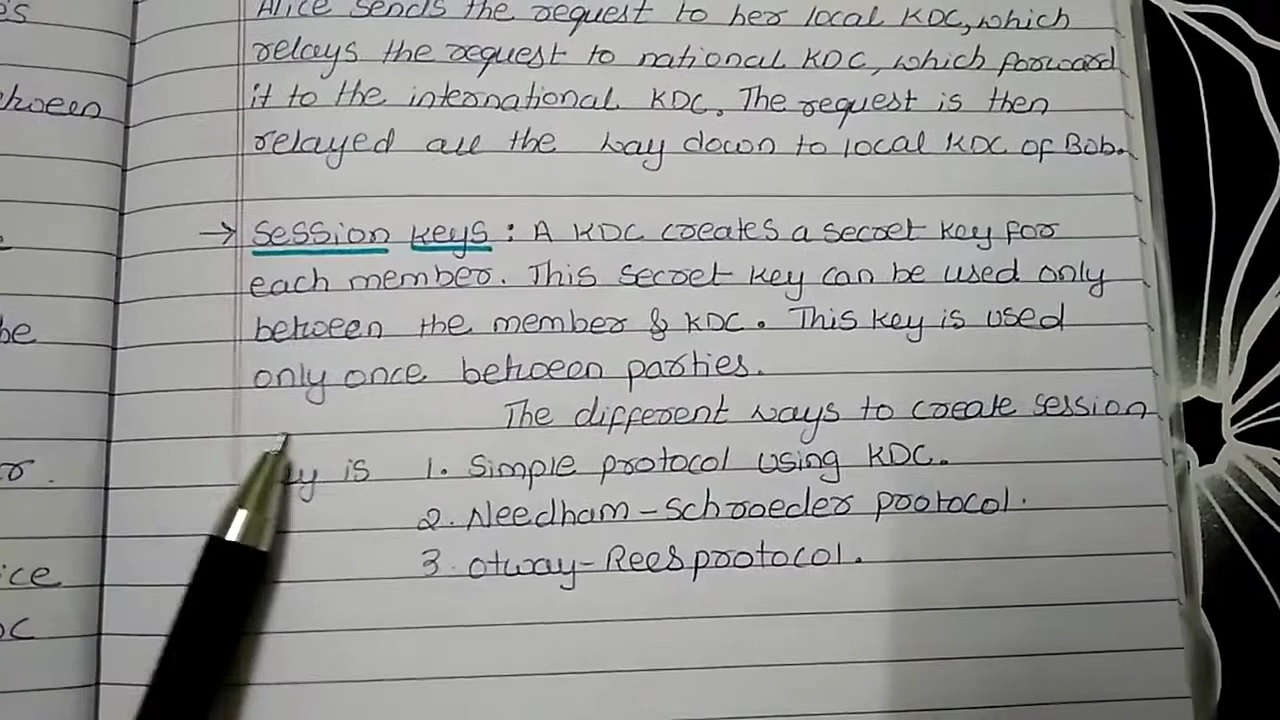 Alice sends the request to her local KDC, which
relays the request to national KDC, which forward
it to the international KDC. The request is then
relayed all the way down to local KDC of Bob.
→ Session keys : A KDC creates a secret key for
each member. This secret key can be used only
between the member & KDC. This key is used
only once between parties.
The different ways to create session
is 1. Simple protocol using KDC.
2. Needham-Schroeder protocol.
3. Otway-Rees protocol.